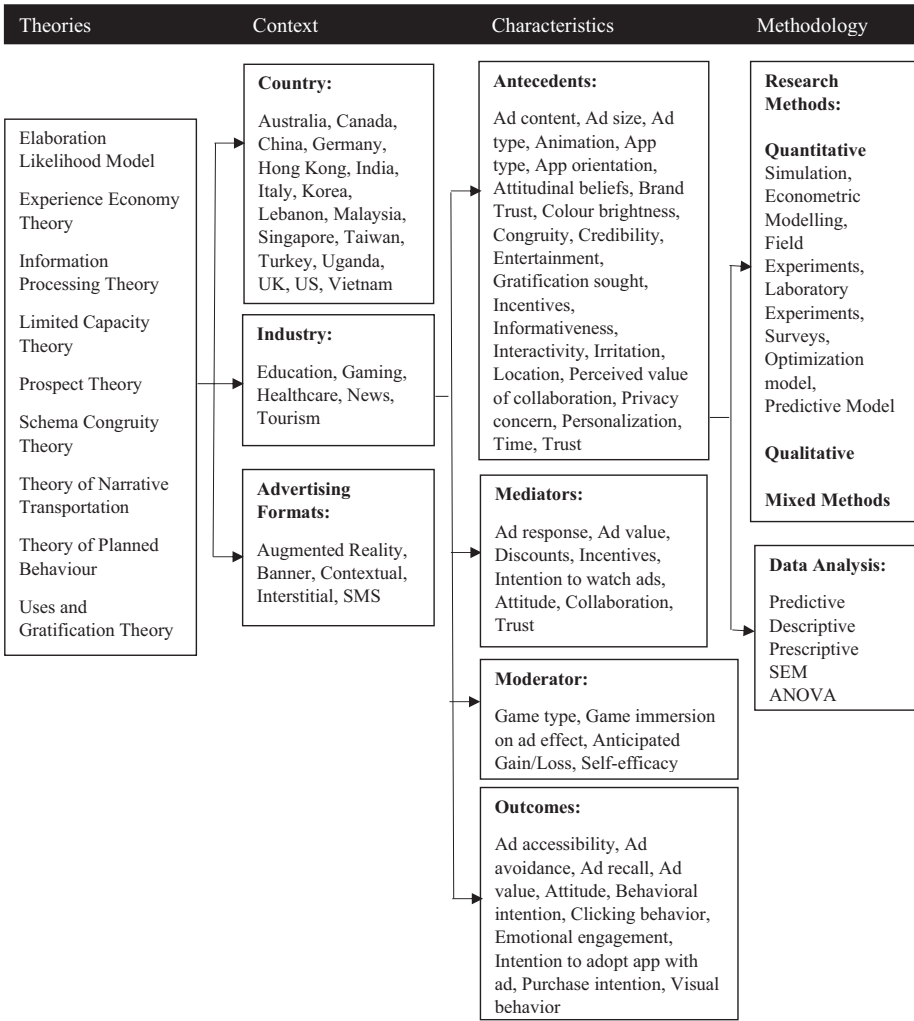 Theories
Context
Characteristics
Methodology
Elaboration
Likelihood Model
Experience Economy
Theory
Information
Processing Theory
Limited Capacity
Theory
Prospect Theory
Schema Congruity
Theory
Theory of Narrative
Transportation
Theory of Planned
Behaviour
Uses and
Gratification Theory
Country:
Australia, Canada,
China, Germany,
Hong Kong, India,
Italy, Korea,
Lebanon, Malaysia,
Singapore, Taiwan,
Turkey, Uganda,
UK, US, Vietnam
Industry:
Education, Gaming,
Healthcare, News,
Tourism
Advertising
Formats:
Augmented Reality,
Banner, Contextual,
Interstitial, SMS
Antecedents:
Ad content, Ad size, Ad
type, Animation, App
type, App orientation,
Attitudinal beliefs, Brand
Trust, Colour brightness,
Congruity, Credibility,
Entertainment,
Gratification sought,
Incentives,
Informativeness,
Interactivity, Irritation,
Location, Perceived value
of collaboration, Privacy
concern, Personalization,
Time, Trust
Mediators:
Ad response, Ad value,
Discounts, Incentives,
Intention to watch ads,
Attitude, Collaboration,
Trust
Moderator:
Game type, Game immersion
on ad effect, Anticipated
Gain/Loss, Self-efficacy
Outcomes:
Ad accessibility, Ad
avoidance, Ad recall, Ad
value, Attitude, Behavioral
intention, Clicking behavior,
Emotional engagement,
Intention to adopt app with
ad, Purchase intention, Visual
behavior
Research
Methods:
Quantitative
Simulation,
Econometric
Modelling,
Field
Experiments,
Laboratory
Experiments,
Surveys,
Optimization
model,
Predictive Model
Qualitative
Mixed Methods
Data Analysis:
Predictive
Descriptive
Prescriptive
SEM
ANOVA